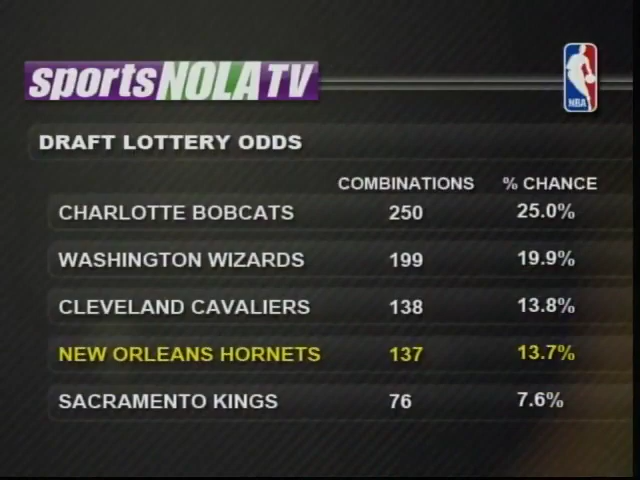 sportsNOLATV
NBA
DRAFT LOTTERY ODDS
COMBINATIONS % CHANCE
CHARLOTTE BOBCATS 250 25.0%
WASHINGTON WIZARDS 199 19.9%
CLEVELAND CAVALIERS 138 13.8%
NEW ORLEANS HORNETS 137 13.7%
SACRAMENTO KINGS 76 7.6%